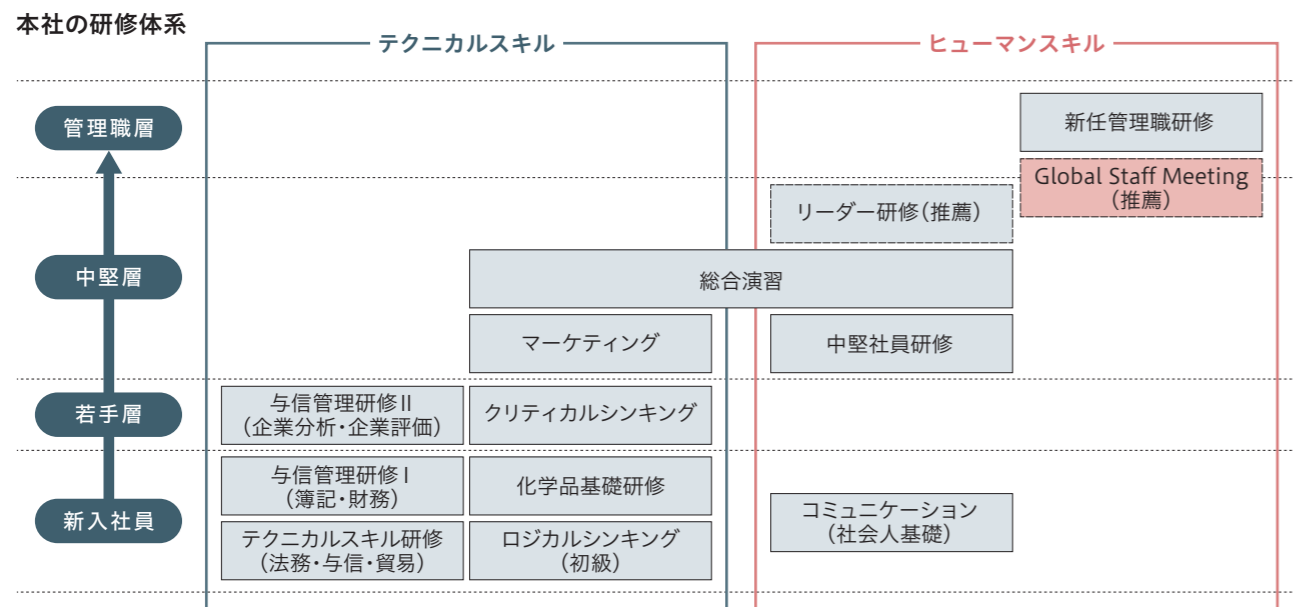 本社の研修体系
テクニカルスキル
ヒューマンスキル
管理職層
新任管理職研修
Global Staff Meeting
(推薦)
リーダー研修(推薦)
中堅層
総合演習
マーケティング
中堅社員研修
若手層
与信管理研修Ⅱ
(企業分析・企業評価)
クリティカルシンキング
新入社員
与信管理研修Ⅰ
(簿記・財務)
化学品基礎研修
コミュニケーション
(社会人基礎)
テクニカルスキル研修
(法務・与信・貿易)
ロジカルシンキング
(初級)